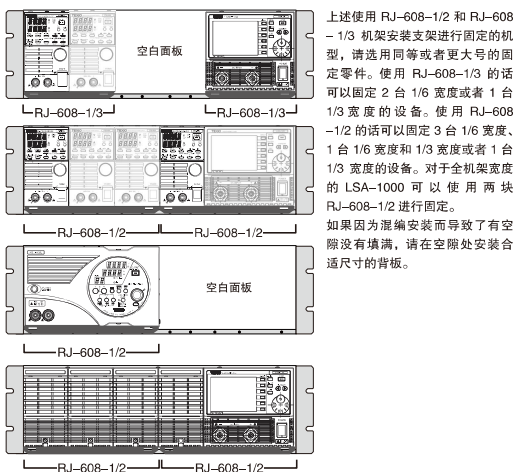 空白面板
RJ-608-1/3
RJ-608-1/3
RJ-608-1/2
RJ-608-1/2
空白面板
RJ-608-1/2
RJ-608-1/2
RJ-608-1/2
上述使用 RJ-608-1/2 和 RJ-608
-1/3 机架安装支架进行固定的机
型，请选用同等或者更大号的固
定零件。使用 RJ-608-1/3 的话
可以固定 2 台 1/6 宽度或者 1 台
1/3 宽度的设备。使用 RJ-608
-1/2 的话可以固定 3 台 1/6 宽度、
1 台 1/6 宽度和 1/3 宽度或者 1 台
1/3 宽度的设备。对于全机架宽度
的 LSA-1000 可以使用两块
RJ-608-1/2 进行固定。
如果因为混编安装而导致了有空
隙没有填满，请在空隙处安装合
适尺寸的背板。